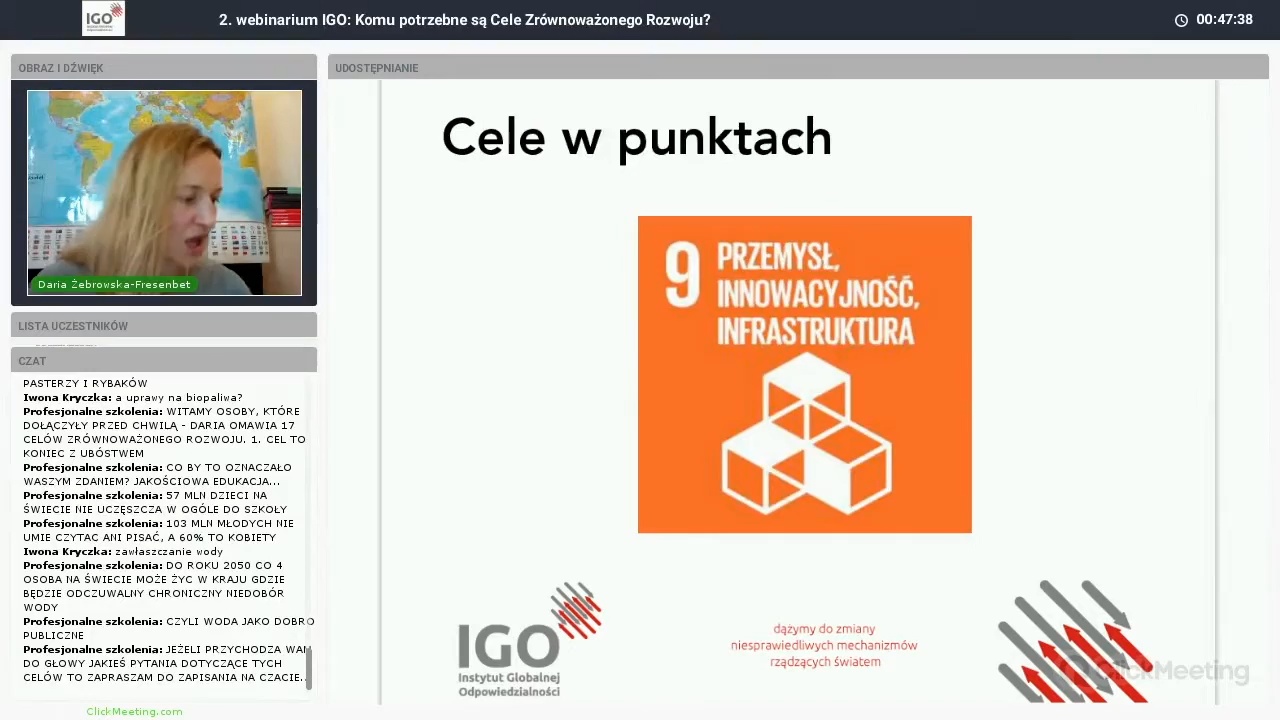 IGO
2. webinarium IGO: Komu potrzebne są Cele Zrównoważonego Rozwoju?
00:47:38
OBRAZ I DŹWIĘK
Daria Żebrowska-Fresenbet
LISTA UCZESTNIKÓW
CZAT
PASTERZY I RYBAKÓW
Iwona Kryczka: a uprawy na biopaliwa?
Profesjonalne szkolenia: WITAMY OSOBY, KTÓRE
DOŁĄCZYŁY PRZED CHWILĄ - DARIA OMAWIA 17
CELÓW ZRÓWNOWAŻONEGO ROZWOJU. 1. CEL TO
KONIEC Z UBÓSTWEM
Profesjonalne szkolenia: CO BY TO OZNACZAŁO
WASZYM ZDANIEM? JAKOŚCIOWA EDUKACJA...
Profesjonalne szkolenia: 57 MLN DZIECI NA
ŚWIECIE NIE UCZĘSZCZA W OGÓLE DO SZKOŁY
Profesjonalne szkolenia: 103 MLN MŁODYCH NIE
UMIE CZYTAC ANI PISAĆ, A 60% TO KOBIETY
Iwona Kryczka: zawłaszczanie wody
Profesjonalne szkolenia: DO ROKU 2050 CO 4
OSOBA NA ŚWIECIE MOŻE ŻYC W KRAJU GDZIE
BĘDZIE ODCZUWALNY CHRONICZNY NIEDOBÓR
WODY
Profesjonalne szkolenia: CZYLI WODA JAKO DOBRO
PUBLICZNE
Profesjonalne szkolenia: JEŻELI PRZYCHODZA WAM
DO GŁOWY JAKIEŚ PYTANIA DOTYCZĄCE TYCH
CELÓW TO ZAPRASZAM DO ZAPISANIA NA CZACIE..
ClickMeeting.com
UDOSTĘPNIANIE
Cele w punktach
9 PRZEMYSŁ,
INNOWACYJNOŚĆ,
INFRASTRUKTURA
IGO
Instytut Globalnej
Odpowiedzialności
dążymy do zmiany
niesprawiedliwych mechanizmów
rządzących światem
ClickMeeting